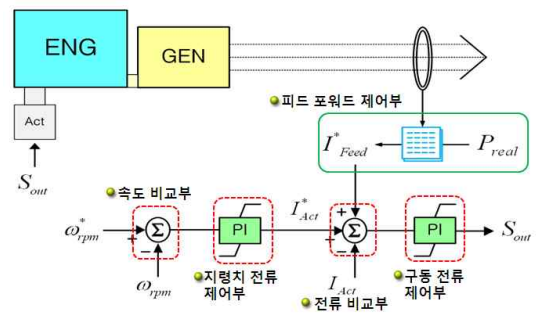 ENG
GEN
Act
S_out
피드 포워드 제어부
I*_Feed
P_real
속도 비교부
ω*_rpm
+
−
Σ
ω_rpm
PI
지령치 전류
제어부
I*_Act
+
+
−
Σ
I_Act
전류 비교부
PI
구동 전류
제어부
S_out